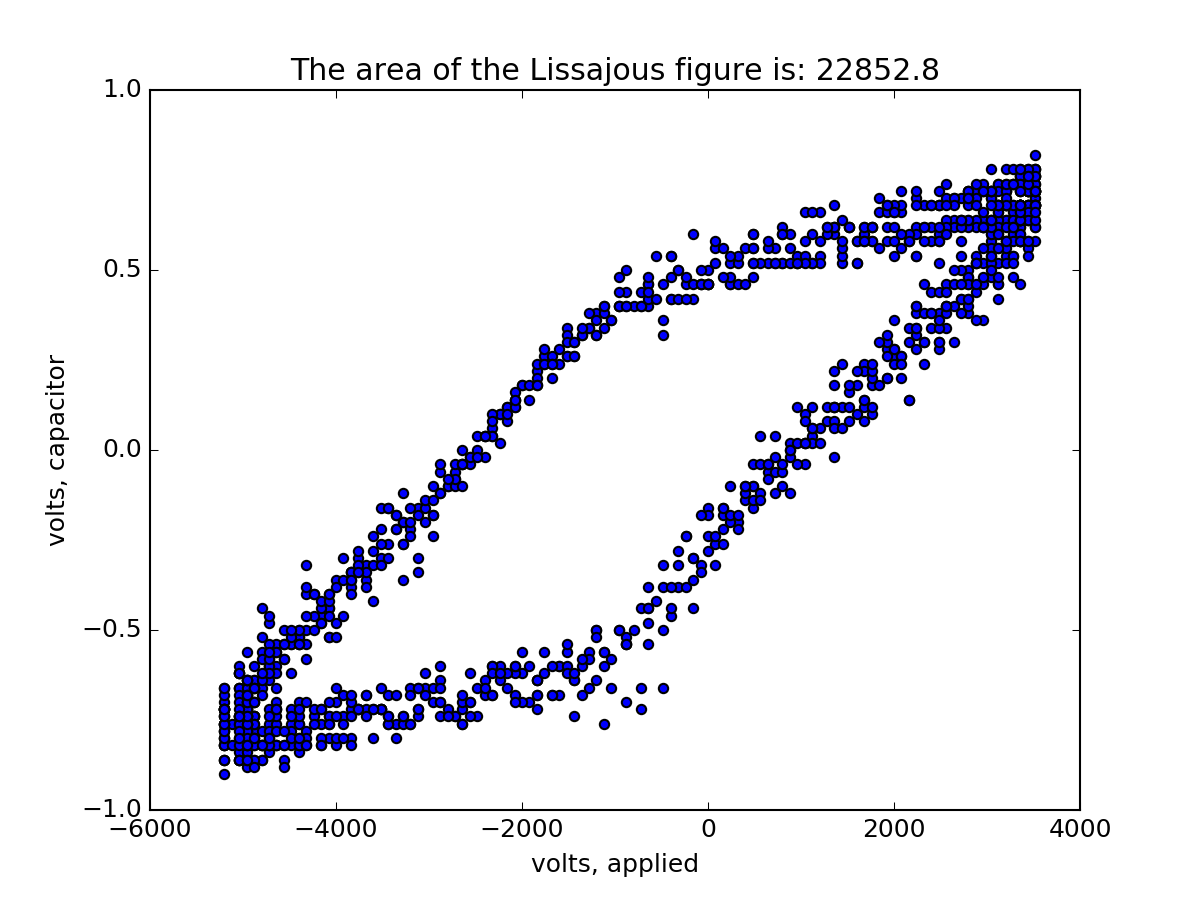 The area of the Lissajous figure is: 22852.8
1.0
0.5
0.0
−0.5
−1.0
volts, capacitor
−6000 −4000 −2000 0 2000 4000
volts, applied